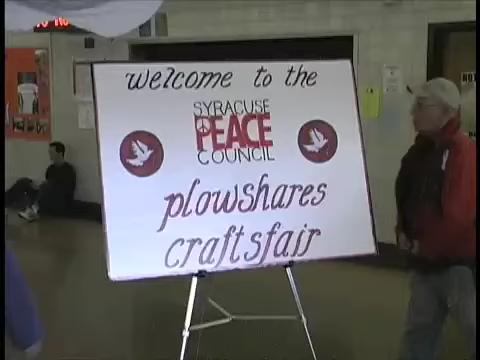 welcome to the
SYRACUSE
PEACE
COUNCIL
plowshares
craftsfair